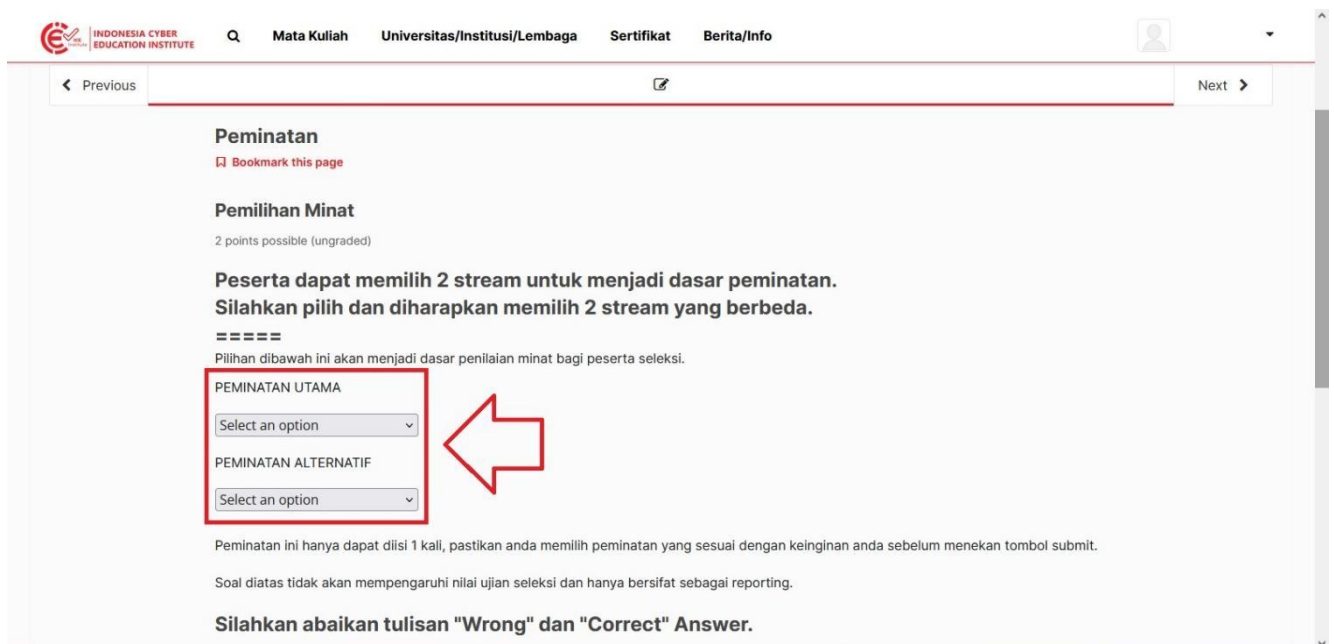 INDONESIA CYBER
EDUCATION INSTITUTE
Mata Kuliah Universitas/Institusi/Lembaga Sertifikat Berita/Info
Previous Next
Peminatan
Bookmark this page
Pemilihan Minat
2 points possible (ungraded)
Peserta dapat memilih 2 stream untuk menjadi dasar peminatan.
Silahkan pilih dan diharapkan memilih 2 stream yang berbeda.
=====
Pilihan dibawah ini akan menjadi dasar penilaian minat bagi peserta seleksi.
PEMINATAN UTAMA
Select an option
PEMINATAN ALTERNATIF
Select an option
Peminatan ini hanya dapat diisi 1 kali, pastikan anda memilih peminatan yang sesuai dengan keinginan anda sebelum menekan tombol submit.
Soal diatas tidak akan mempengaruhi nilai ujian seleksi dan hanya bersifat sebagai reporting.
Silahkan abaikan tulisan "Wrong" dan "Correct" Answer.